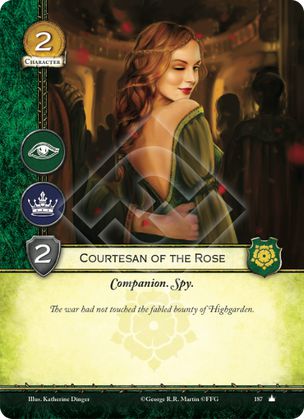 2
CHARACTER
2
COURTESAN OF THE ROSE
Companion. Spy.
The war had not touched the fabled bounty of Highgarden.
Illus. Katherine Dinger ©George R.R. Martin ©FFG 187